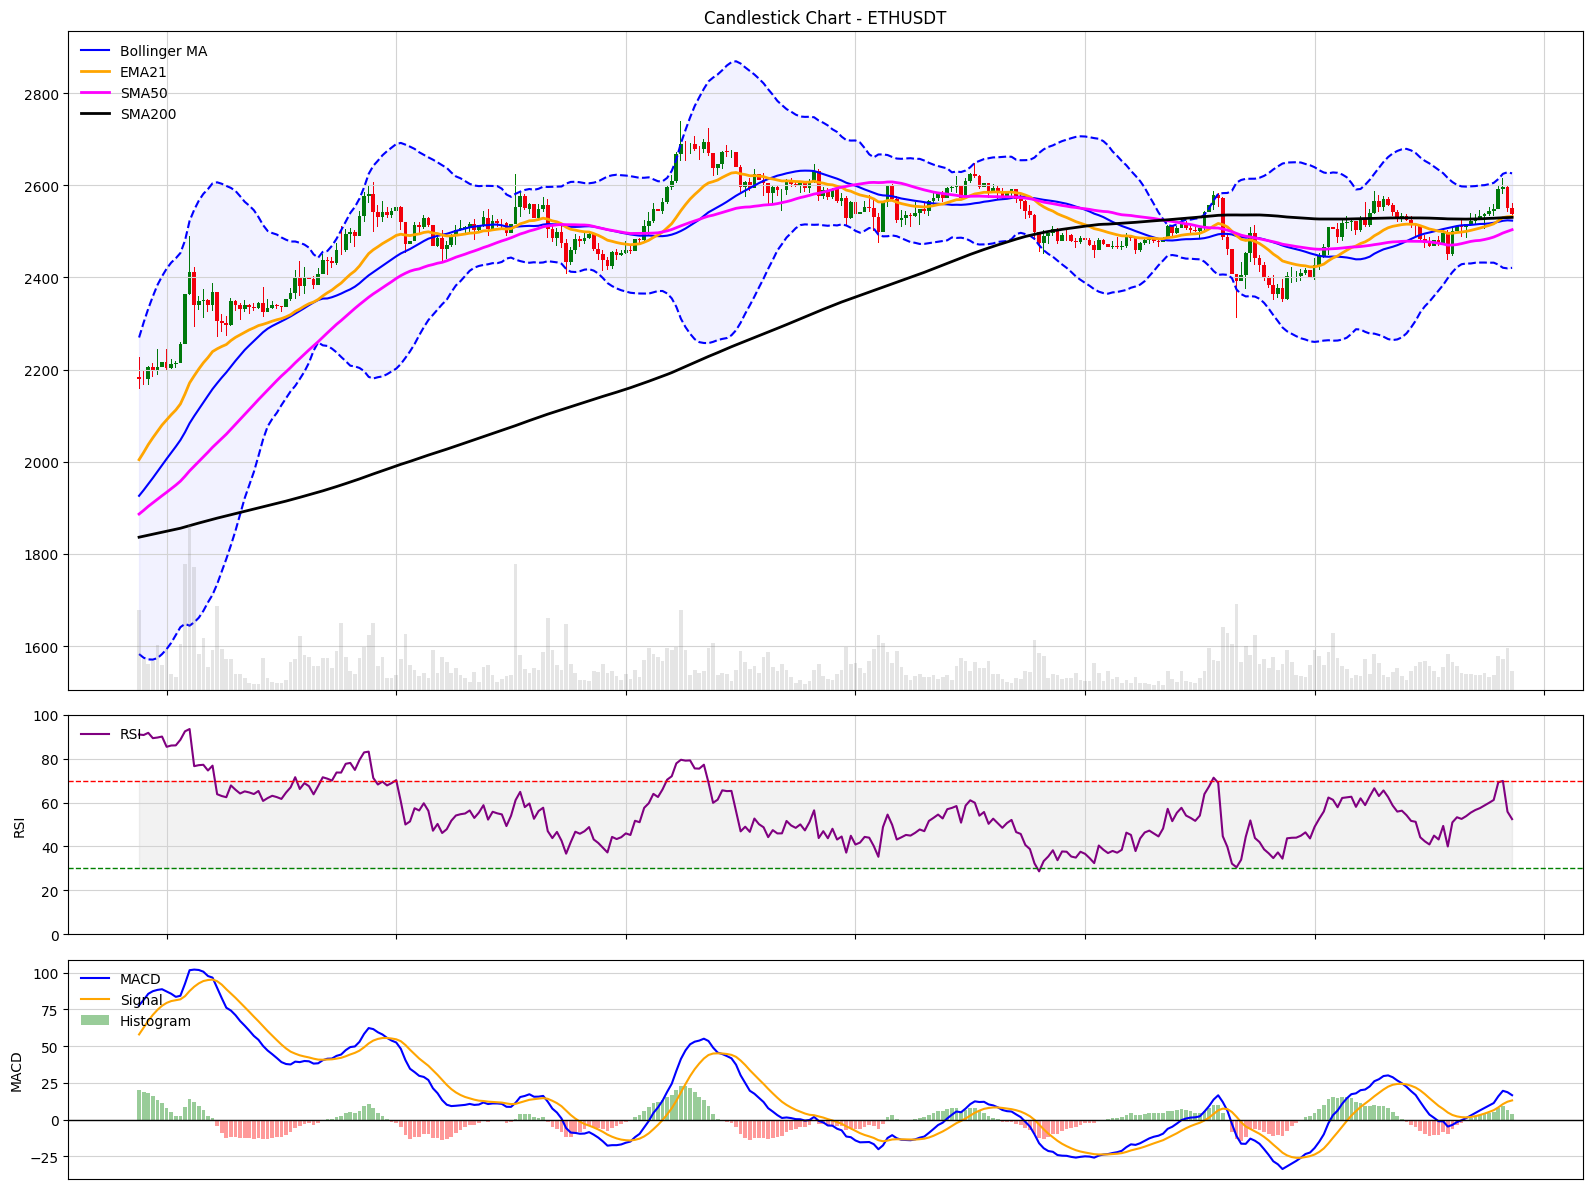 Candlestick Chart - ETHUSDT
Bollinger MA
EMA21
SMA50
SMA200
2800
2600
2400
2200
2000
1800
1600
RSI
100
80
60
40
20
0
RSI
MACD
Signal
Histogram
100
75
50
25
0
−25
MACD